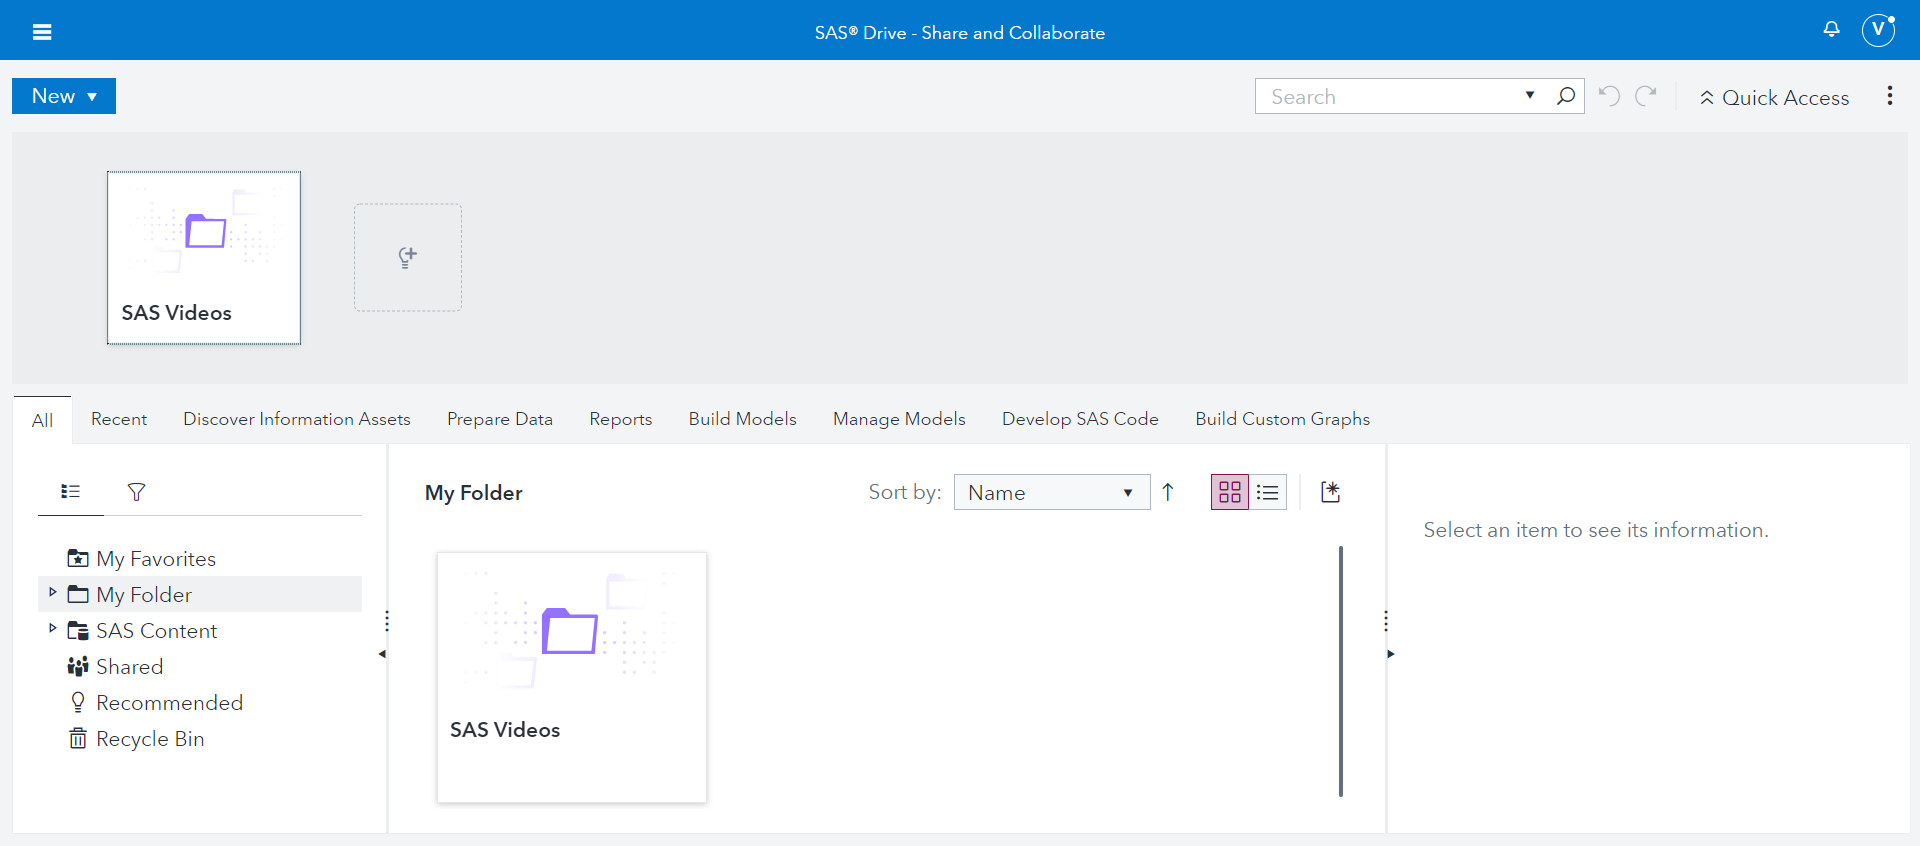 SAS® Drive - Share and Collaborate
V
New
Search
Quick Access
SAS Videos
All Recent Discover Information Assets Prepare Data Reports Build Models Manage Models Develop SAS Code Build Custom Graphs
My Folder
Sort by: Name
My Favorites
My Folder
SAS Content
Shared
Recommended
Recycle Bin
SAS Videos
Select an item to see its information.